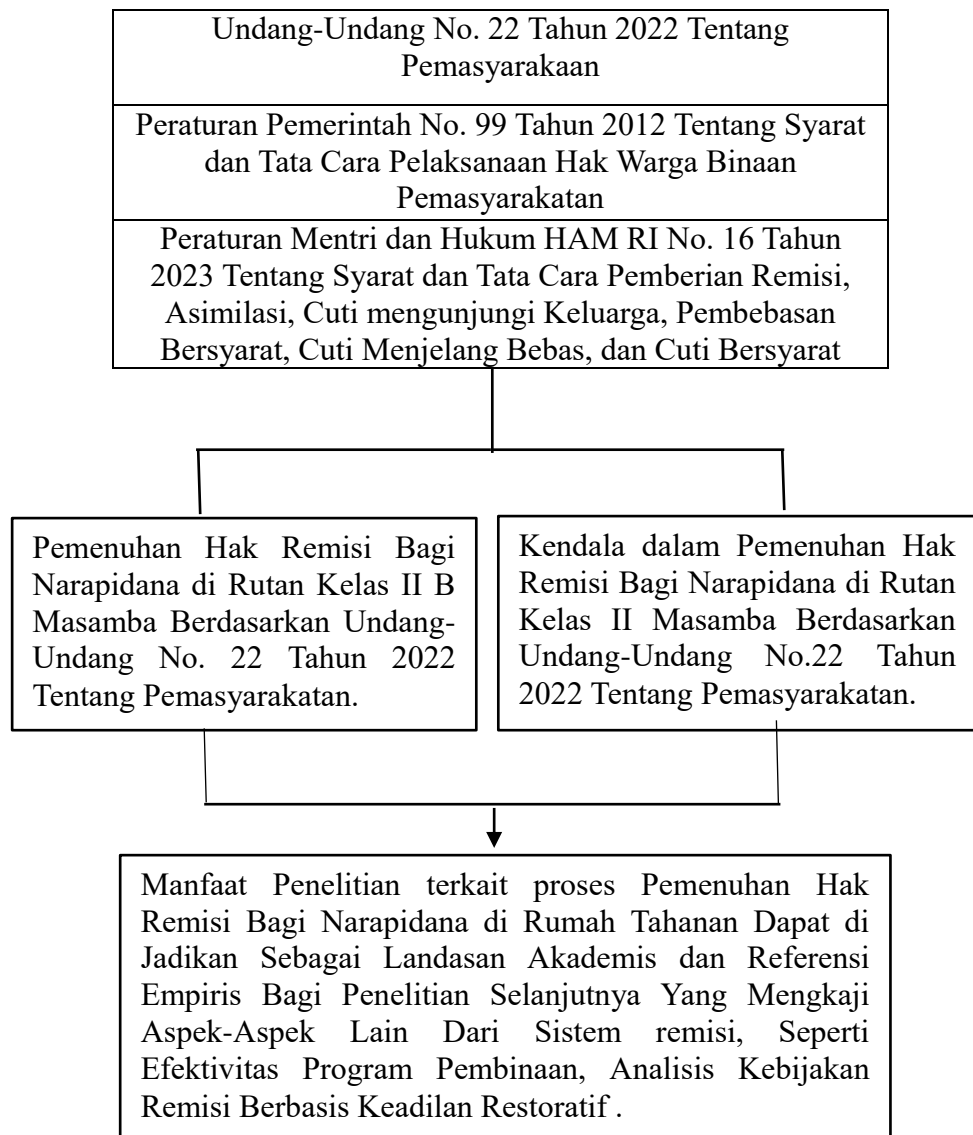 Undang-Undang No. 22 Tahun 2022 Tentang
Pemasyarakaan
Peraturan Pemerintah No. 99 Tahun 2012 Tentang Syarat
dan Tata Cara Pelaksanaan Hak Warga Binaan
Pemasyarakatan
Peraturan Mentri dan Hukum HAM RI No. 16 Tahun
2023 Tentang Syarat dan Tata Cara Pemberian Remisi,
Asimilasi, Cuti mengunjungi Keluarga, Pembebasan
Bersyarat, Cuti Menjelang Bebas, dan Cuti Bersyarat
Pemenuhan Hak Remisi Bagi
Narapidana di Rutan Kelas II B
Masamba Berdasarkan Undang-
Undang No. 22 Tahun 2022
Tentang Pemasyarakatan.
Kendala dalam Pemenuhan Hak
Remisi Bagi Narapidana di Rutan
Kelas II Masamba Berdasarkan
Undang-Undang No.22 Tahun
2022 Tentang Pemasyarakatan.
Manfaat Penelitian terkait proses Pemenuhan Hak
Remisi Bagi Narapidana di Rumah Tahanan Dapat di
Jadikan Sebagai Landasan Akademis dan Referensi
Empiris Bagi Penelitian Selanjutnya Yang Mengkaji
Aspek-Aspek Lain Dari Sistem remisi, Seperti
Efektivitas Program Pembinaan, Analisis Kebijakan
Remisi Berbasis Keadilan Restoratif .